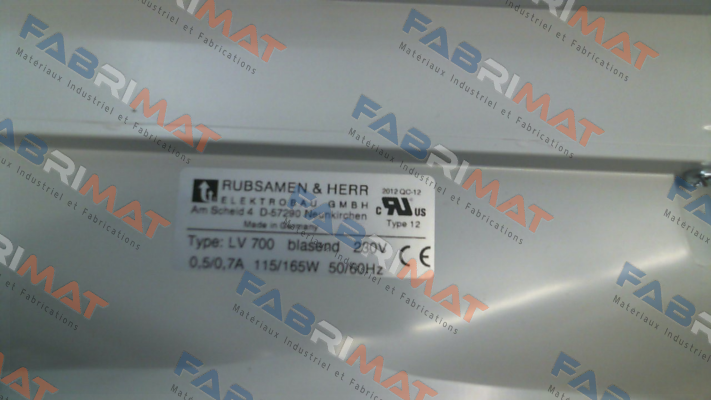 RUBSAMEN & HERR
ELEKTROBAU GMBH
Am Scheid 4 D-57290 Neunkirchen
Made in Germany
2012 QC-12
C UL US
Type 12
Type: LV 700 blasend 230V
0,5/0,7A 115/165W 50/60Hz
CE
FABRIMAT
Materiaux Industriel et Fabrications